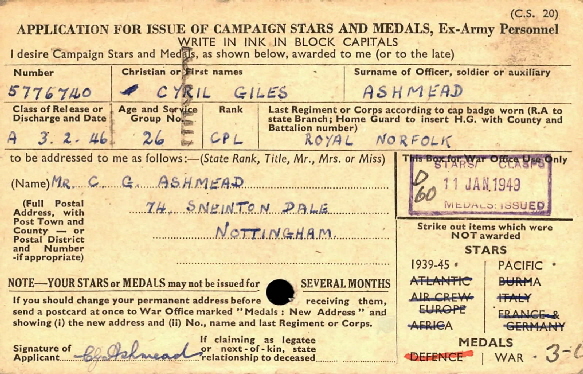 (C.S. 20)
APPLICATION FOR ISSUE OF CAMPAIGN STARS AND MEDALS, Ex-Army Personnel
WRITE IN INK IN BLOCK CAPITALS
I desire Campaign Stars and Medals, as shown below, awarded to me (or to the late)
Number Christian or First names Surname of Officer, soldier or auxiliary
5776740 CYRIL GILES ASHMEAD
Class of Release or Discharge and Date Age and Service Group No. Rank Last Regiment or Corps according to cap badge worn (R.A to state Branch; Home Guard to insert H.G. with County and Battalion number)
A 3.2.46 26 CPL ROYAL NORFOLK
to be addressed to me as follows:—(State Rank, Title, Mr., Mrs. or Miss)
(Name) MR. C. G. ASHMEAD
(Full Postal Address, with Post Town and County — or Postal District and Number -if appropriate)
74, SNEINTON DALE
NOTTINGHAM
NOTE—YOUR STARS or MEDALS may not be issued for SEVERAL MONTHS
If you should change your permanent address before receiving them,
send a postcard at once to War Office marked "Medals: New Address" and
showing (i) the new address and (ii) No., name and last Regiment or Corps.
Signature of Applicant C G Ashmead If claiming as legatee or next-of-kin, state relationship to deceased
This Box for War Office Use Only
STARS/ CLASPS
D/60
11 JAN 1949
MEDALS: ISSUED
Strike out items which were
NOT awarded
STARS
1939-45 PACIFIC
ATLANTIC BURMA
AIR CREW EUROPE ITALY
AFRICA FRANCE & GERMANY
MEDALS
DEFENCE WAR